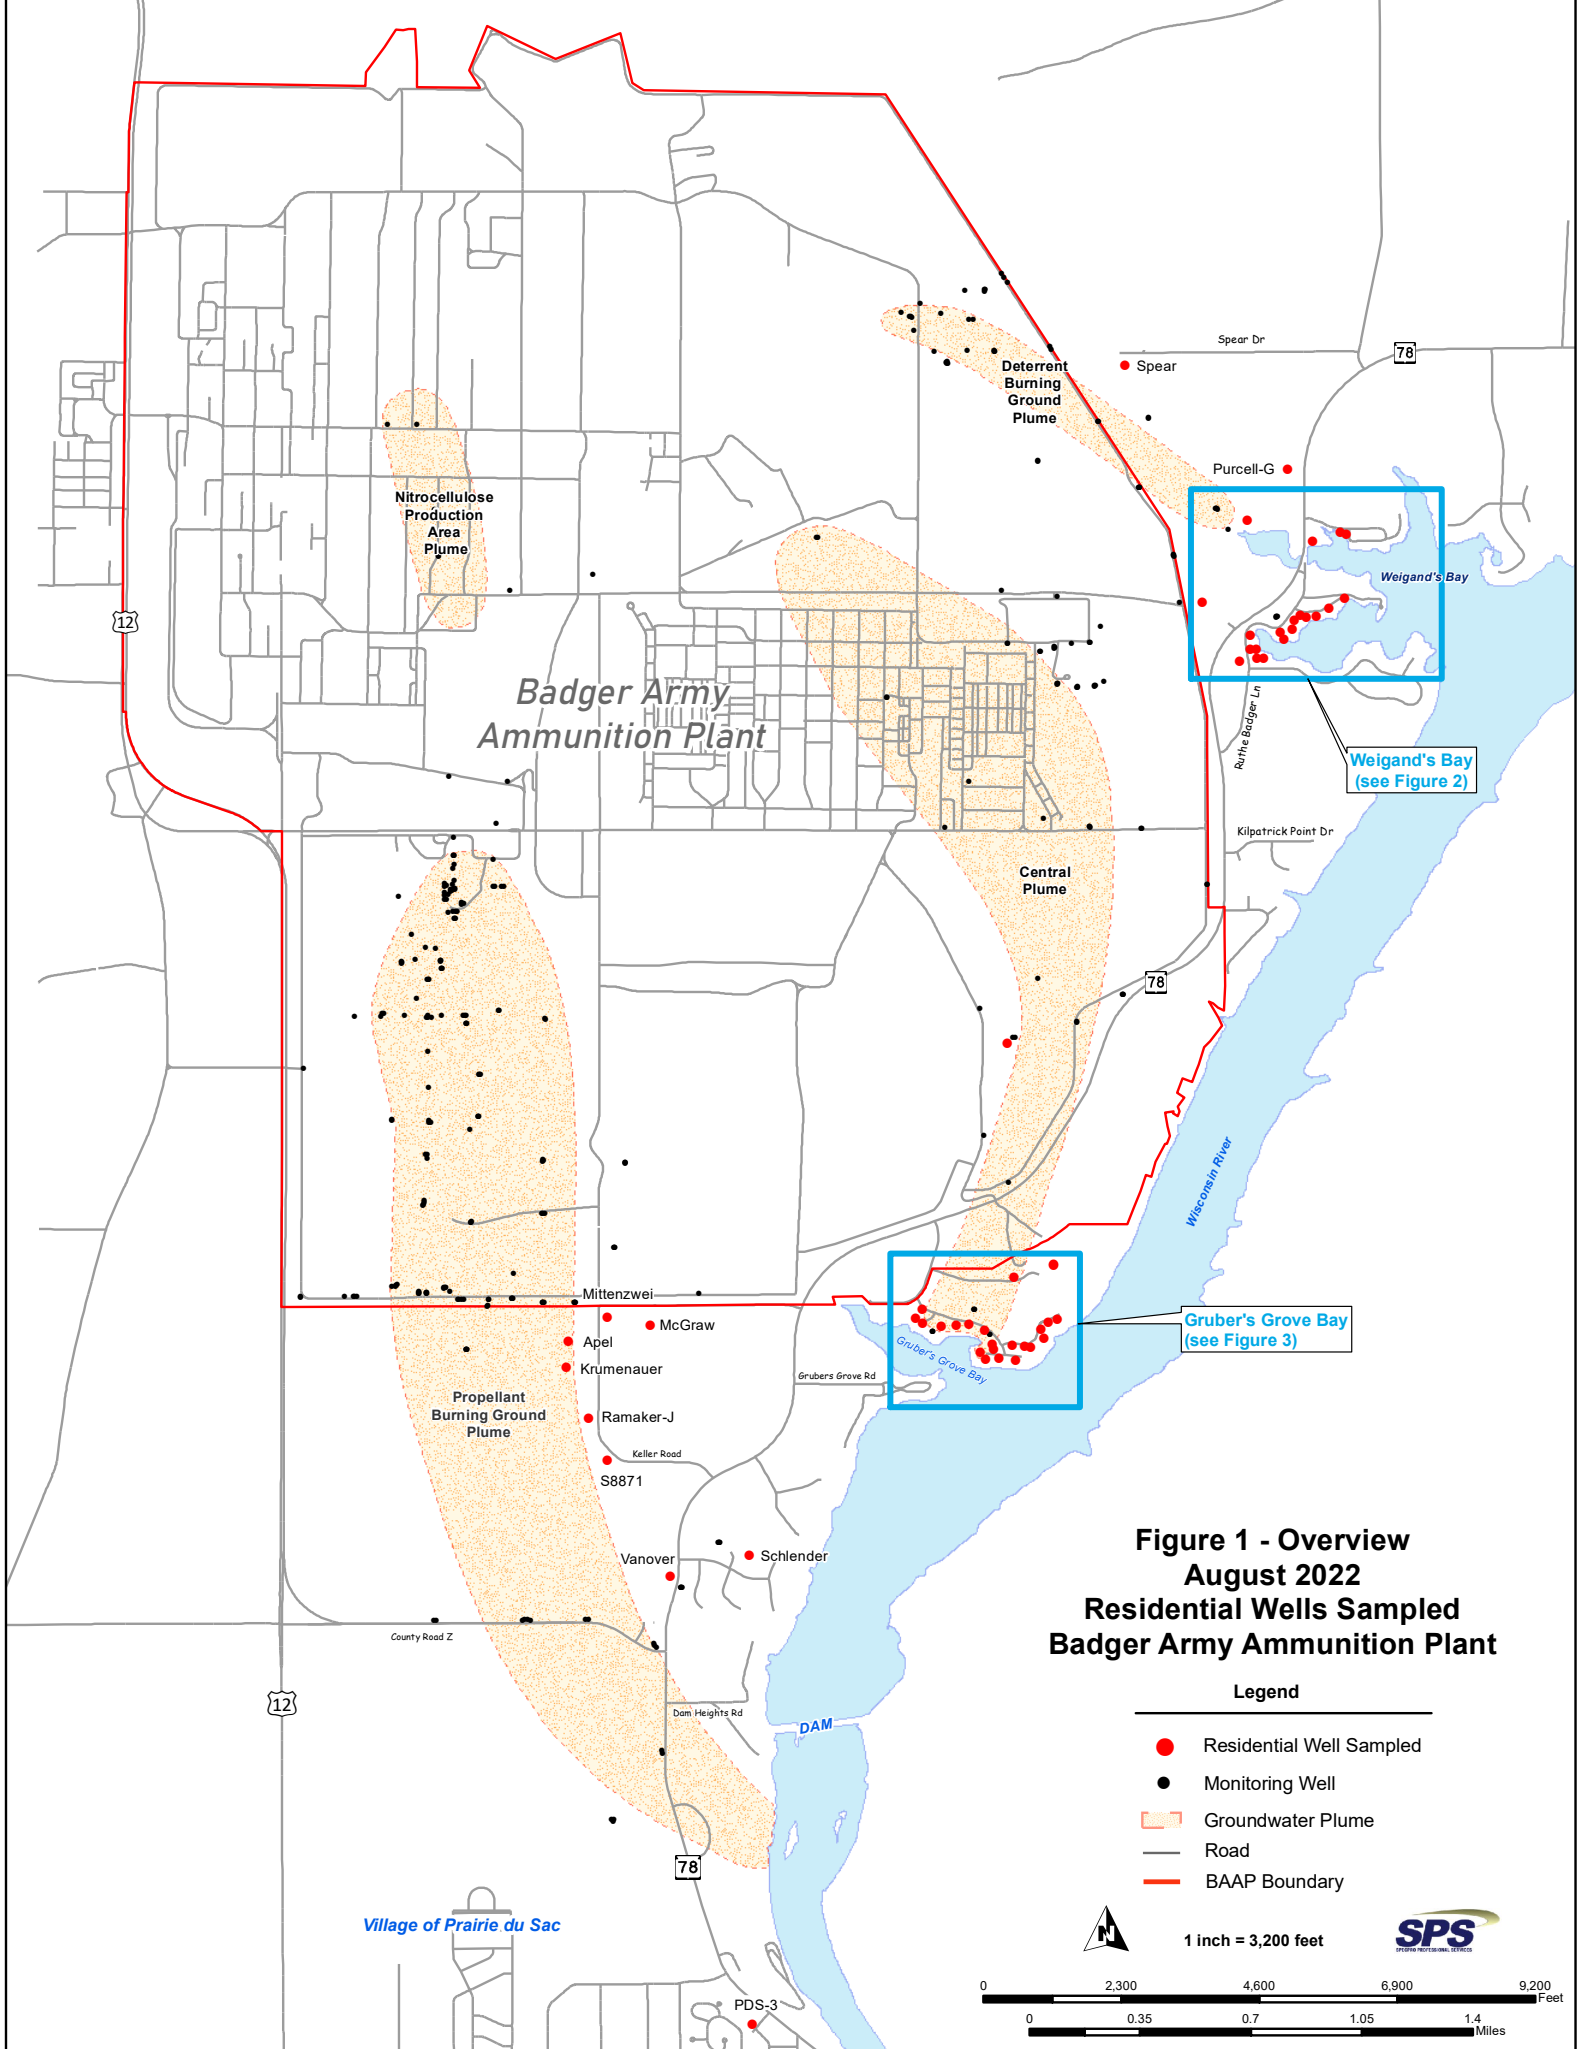 Spear Dr
78
Spear
Deterrent
Burning
Ground
Plume
Purcell-G
Nitrocellulose
Production
Area
Plume
Weigand's Bay
12
Badger Army
Ammunition Plant
Ruthe Badger Ln
Weigand's Bay
(see Figure 2)
Kilpatrick Point Dr
Central
Plume
78
Wisconsin River
Mittenzwei
McGraw
Apel
Krumenauer
Gruber's Grove Bay
Gruber's Grove Bay
(see Figure 3)
Grubers Grove Rd
Propellant
Burning Ground
Plume
Ramaker-J
Keller Road
S8871
Vanover
Schlender
County Road Z
12
Dam Heights Rd
DAM
78
Village of Prairie du Sac
PDS-3
Figure 1 - Overview
August 2022
Residential Wells Sampled
Badger Army Ammunition Plant
Legend
Residential Well Sampled
Monitoring Well
Groundwater Plume
Road
BAAP Boundary
N
1 inch = 3,200 feet
SPS
SPECPRO PROFESSIONAL SERVICES
0 2,300 4,600 6,900 9,200
Feet
0 0.35 0.7 1.05 1.4
Miles